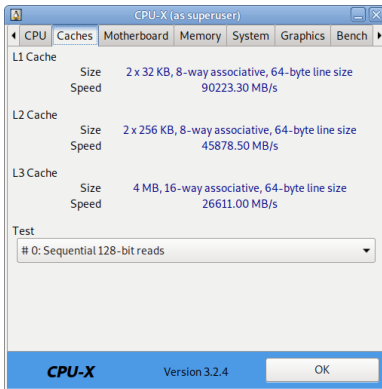 CPU-X (as superuser)
CPU Caches Motherboard Memory System Graphics Bench
L1 Cache
Size 2 x 32 KB, 8-way associative, 64-byte line size
Speed 90223.30 MB/s
L2 Cache
Size 2 x 256 KB, 8-way associative, 64-byte line size
Speed 45878.50 MB/s
L3 Cache
Size 4 MB, 16-way associative, 64-byte line size
Speed 26611.00 MB/s
Test
# 0: Sequential 128-bit reads
CPU-X Version 3.2.4 OK